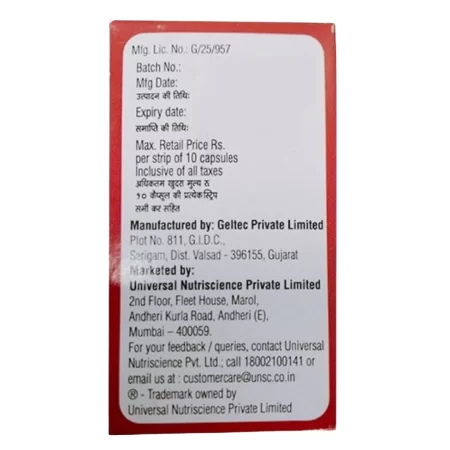 Mfg. Lic. No.: G/25/957
Batch No.:
Mfg Date:
उत्पादन की तिथि:
Expiry date:
समाप्ति की तिथि:
Max. Retail Price Rs.
per strip of 10 capsules
Inclusive of all taxes
अधिकतम खुदरा मूल्य रु.
१० कैप्सूल की प्रत्येक स्ट्रिप
सभी कर सहित
Manufactured by: Geltec Private Limited
Plot No. 811, G.I.D.C.,
Serigam, Dist. Valsad - 396155, Gujarat
Marketed by:
Universal Nutriscience Private Limited
2nd Floor, Fleet House, Marol,
Andheri Kurla Road, Andheri (E),
Mumbai – 400059.
For your feedback / queries, contact Universal
Nutriscience Pvt. Ltd.; call 18002100141 or
email us at : customercare@unsc.co.in
® - Trademark owned by
Universal Nutriscience Private Limited